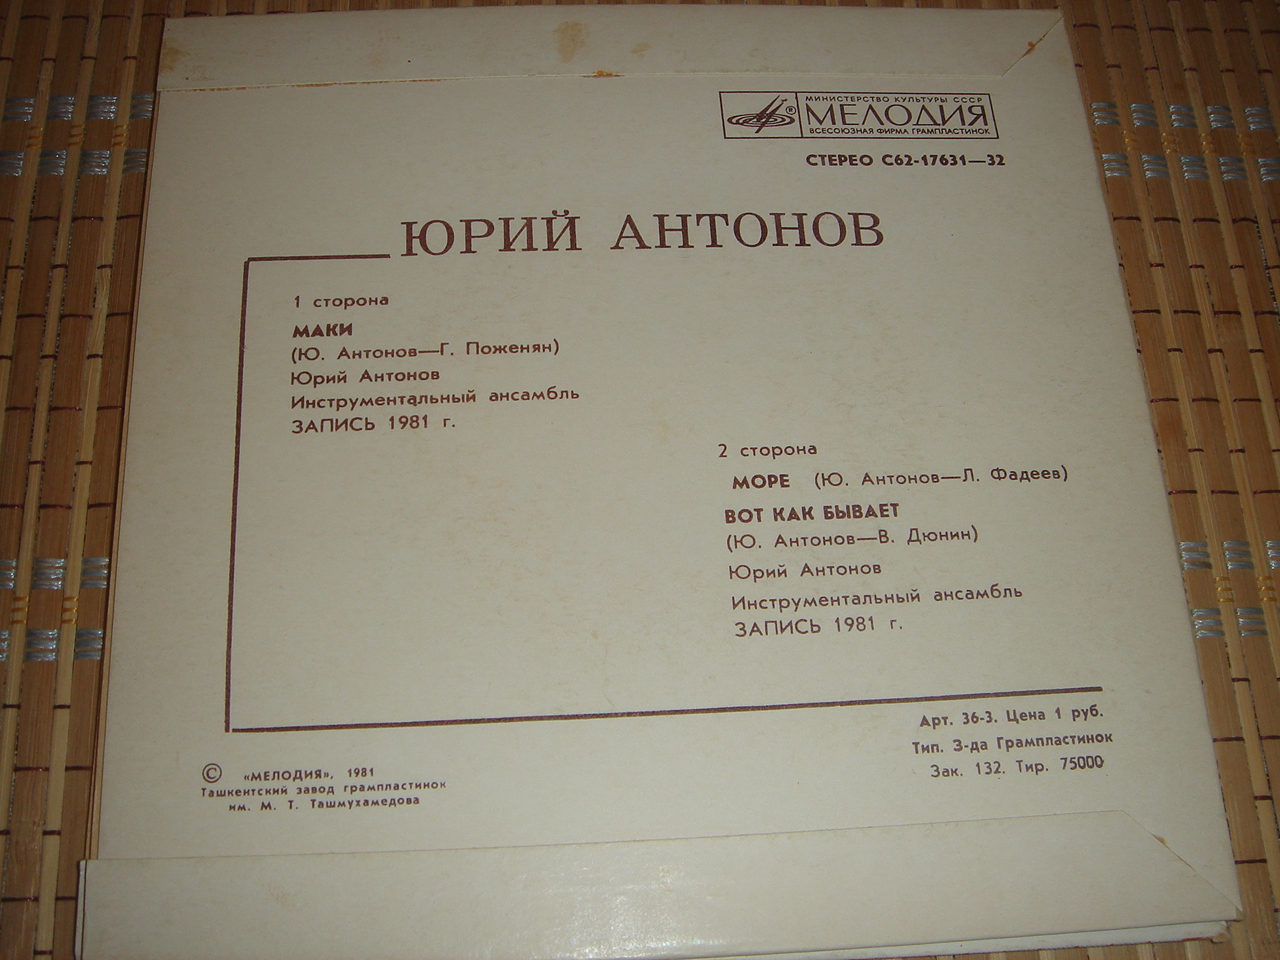 МИНИСТЕРСТВО КУЛЬТУРЫ СССР
® МЕЛОДИЯ
ВСЕСОЮЗНАЯ ФИРМА ГРАМПЛАСТИНОК
СТЕРЕО С62-17631—32
ЮРИЙ АНТОНОВ
1 сторона
МАКИ
(Ю. Антонов—Г. Поженян)
Юрий Антонов
Инструментальный ансамбль
ЗАПИСЬ 1981 г.
2 сторона
МОРЕ (Ю. Антонов—Л. Фадеев)
ВОТ КАК БЫВАЕТ
(Ю. Антонов—В. Дюнин)
Юрий Антонов
Инструментальный ансамбль
ЗАПИСЬ 1981 г.
Арт. 36-3. Цена 1 руб.
Тип. З-да Грампластинок
Зак. 132. Тир. 75000
© «МЕЛОДИЯ», 1981
Ташкентский завод грампластинок
им. М. Т. Ташмухамедова